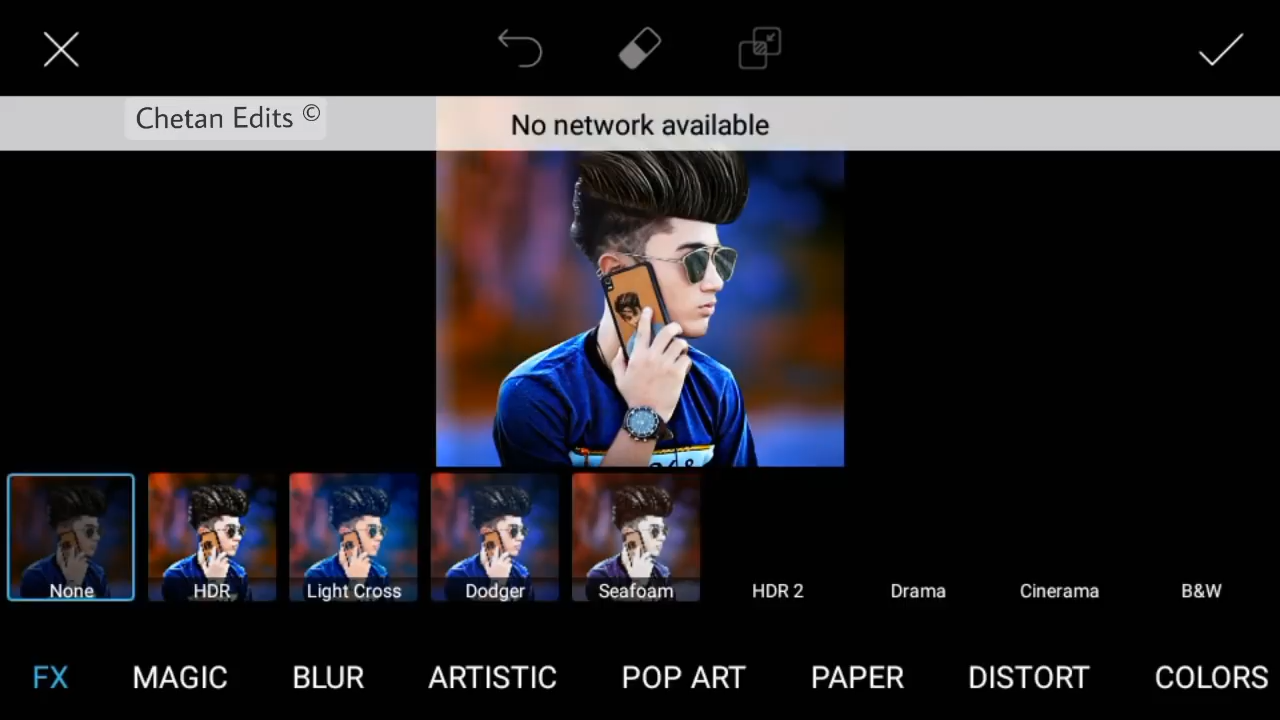 Chetan Edits ©
No network available
None
HDR
Light Cross
Dodger
Seafoam
HDR 2
Drama
Cinerama
B&W
FX
MAGIC
BLUR
ARTISTIC
POP ART
PAPER
DISTORT
COLORS